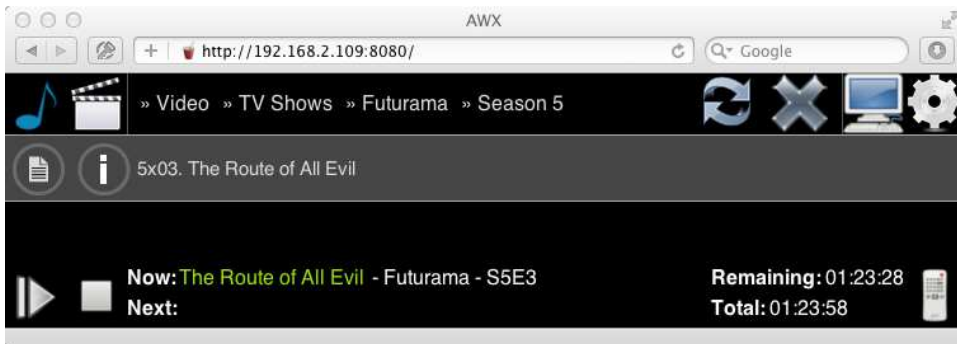 AWX
http://192.168.2.109:8080/
Google
» Video » TV Shows » Futurama » Season 5
5x03. The Route of All Evil
Now: The Route of All Evil - Futurama - S5E3
Remaining: 01:23:28
Next:
Total: 01:23:58